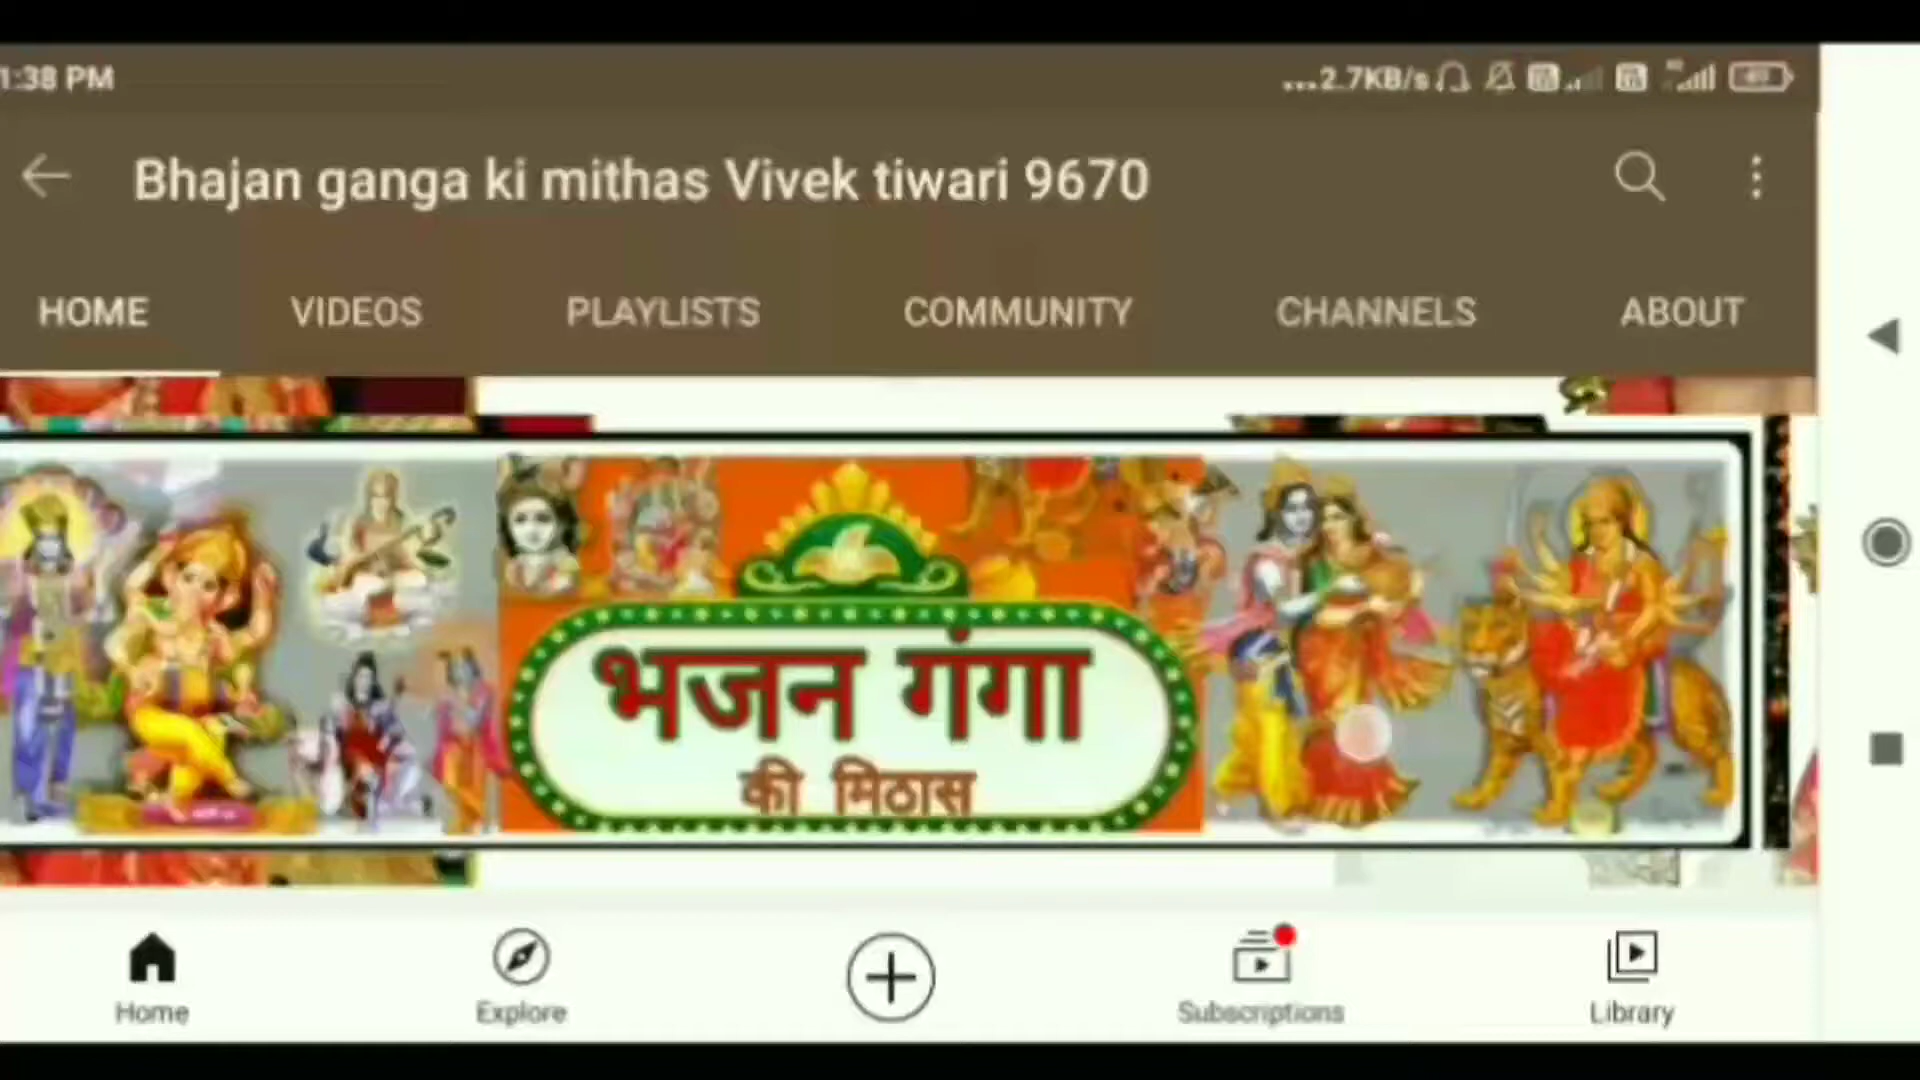 1:38 PM
...2.7KB/s
Bhajan ganga ki mithas Vivek tiwari 9670
HOME VIDEOS PLAYLISTS COMMUNITY CHANNELS ABOUT
भजन गंगा
की मिठास
Home Explore Subscriptions Library